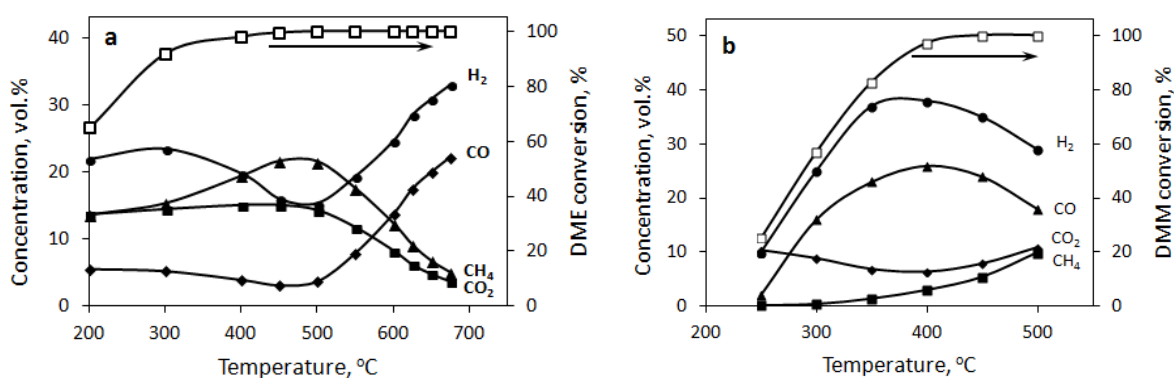 a
40
30
20
10
0
Concentration, vol.%
200
300
400
500
600
700
Temperature, °C
100
80
60
40
20
0
DME conversion, %
H2
CO
CH4
CO2
b
50
40
30
20
10
0
Concentration, vol.%
200
300
400
500
Temperature, °C
100
80
60
40
20
0
DMM conversion, %
H2
CO
CO2
CH4